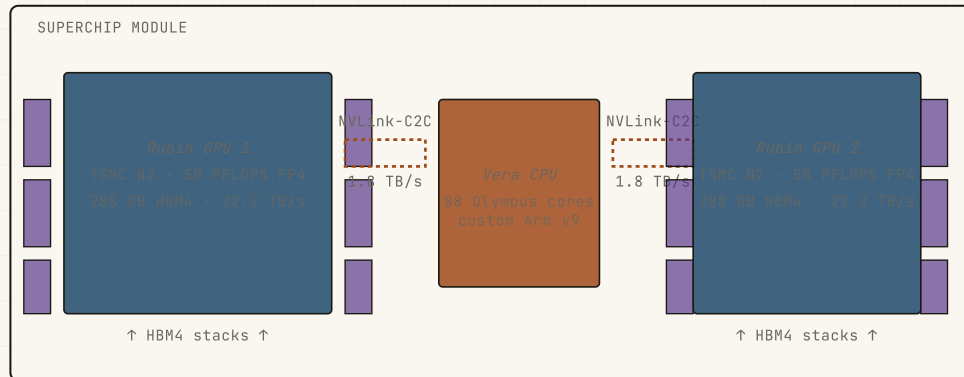 SUPERCHIP MODULE
NVLink-C2C
NVLink-C2C
Rubin GPU 1
Rubin GPU 2
TSMC N2 · 50 PFLOPS FP4
1.8 TB/s
Vera CPU
1.8 TB/s
TSMC N2 · 50 PFLOPS FP4
288 GB HBM4 · 22.2 TB/s
88 Olympus cores
288 GB HBM4 · 22.2 TB/s
custom Arm v9
↑ HBM4 stacks ↑
↑ HBM4 stacks ↑